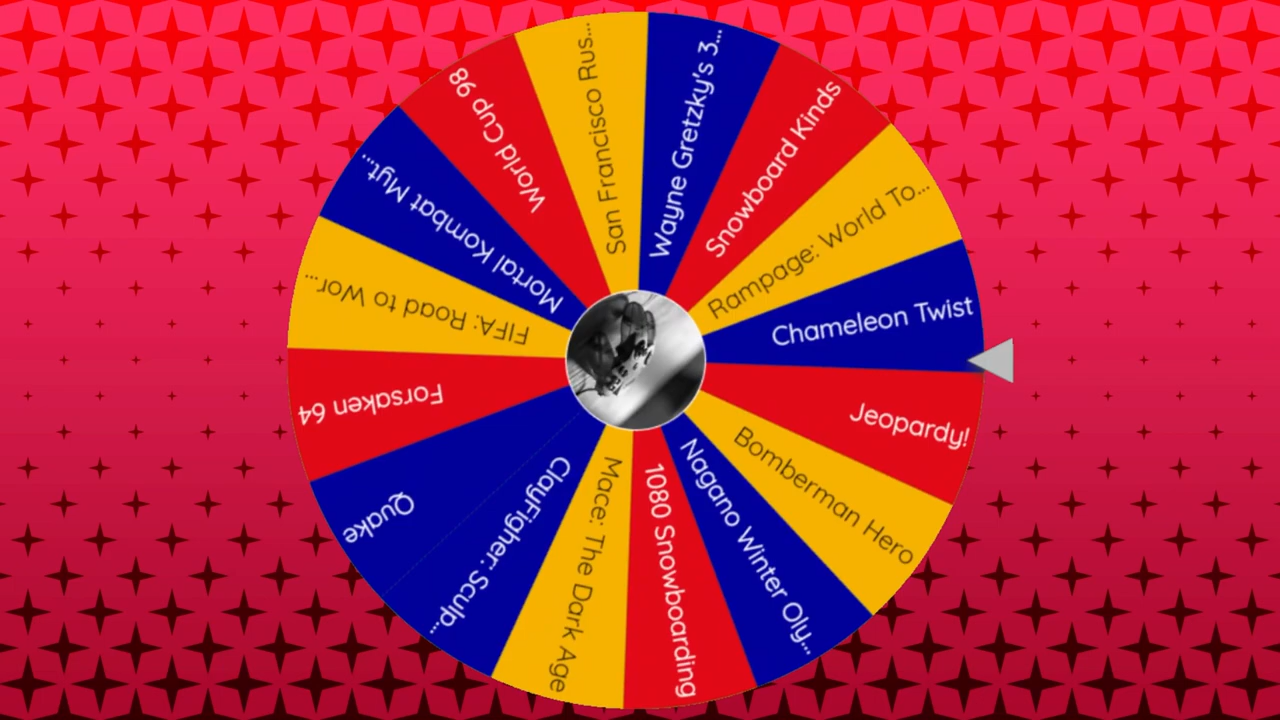 San Francisco Rus...
Wayne Gretzky's 3...
Snowboard Kinds
Rampage: World To...
Chameleon Twist
Jeopardy!
Bomberman Hero
Nagano Winter Oly...
1080 Snowboarding
Mace: The Dark Age
ClayFigher: Sculp...
Quake
Forsaken 64
FIFA: Road to Wor...
Mortal Kombat Myt...
World Cup 98